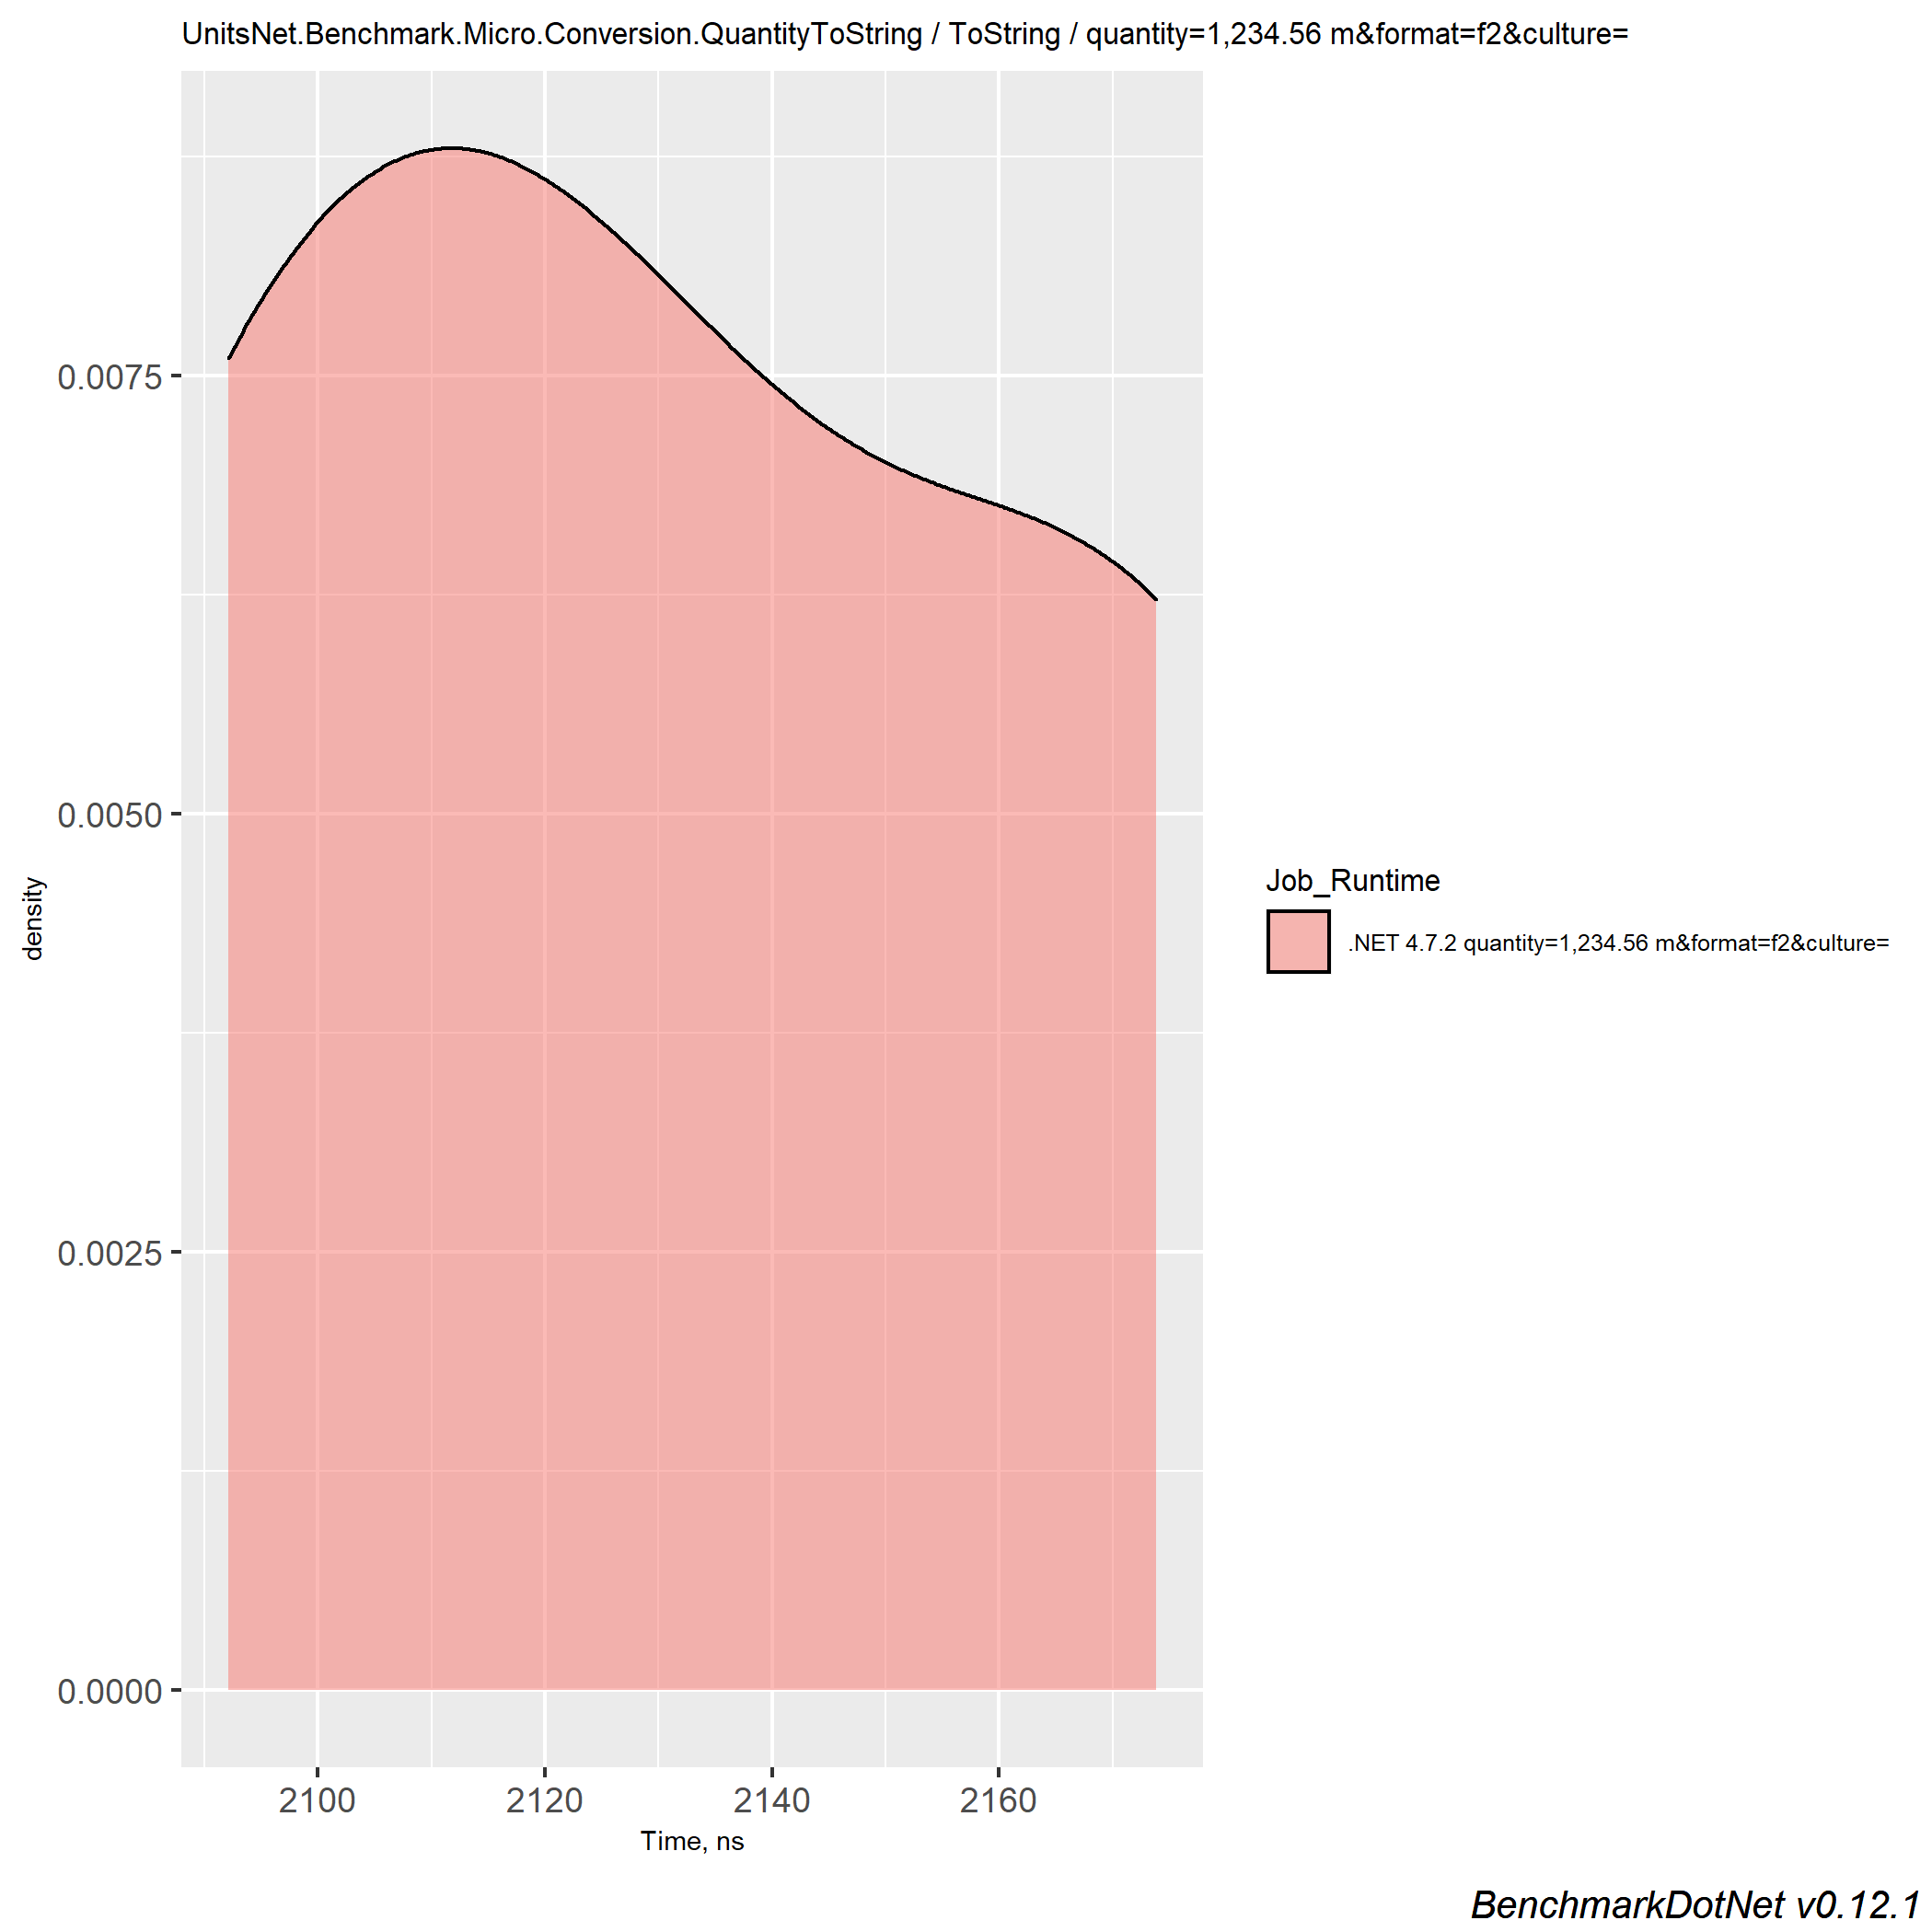 UnitsNet.Benchmark.Micro.Conversion.QuantityToString / ToString / quantity=1,234.56 m&format=f2&culture=
0.0075
0.0050
0.0025
0.0000
density
2100 2120 2140 2160
Time, ns
Job_Runtime
.NET 4.7.2 quantity=1,234.56 m&format=f2&culture=
BenchmarkDotNet v0.12.1